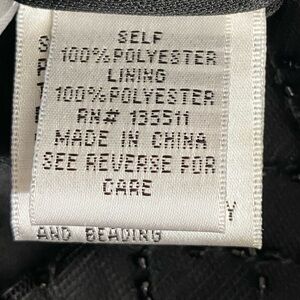 SELF
100%POLYESTER
LINING
100%POLYESTER
RN# 135511
MADE IN CHINA
SEE REVERSE FOR
CARE
Y
AND BEADING